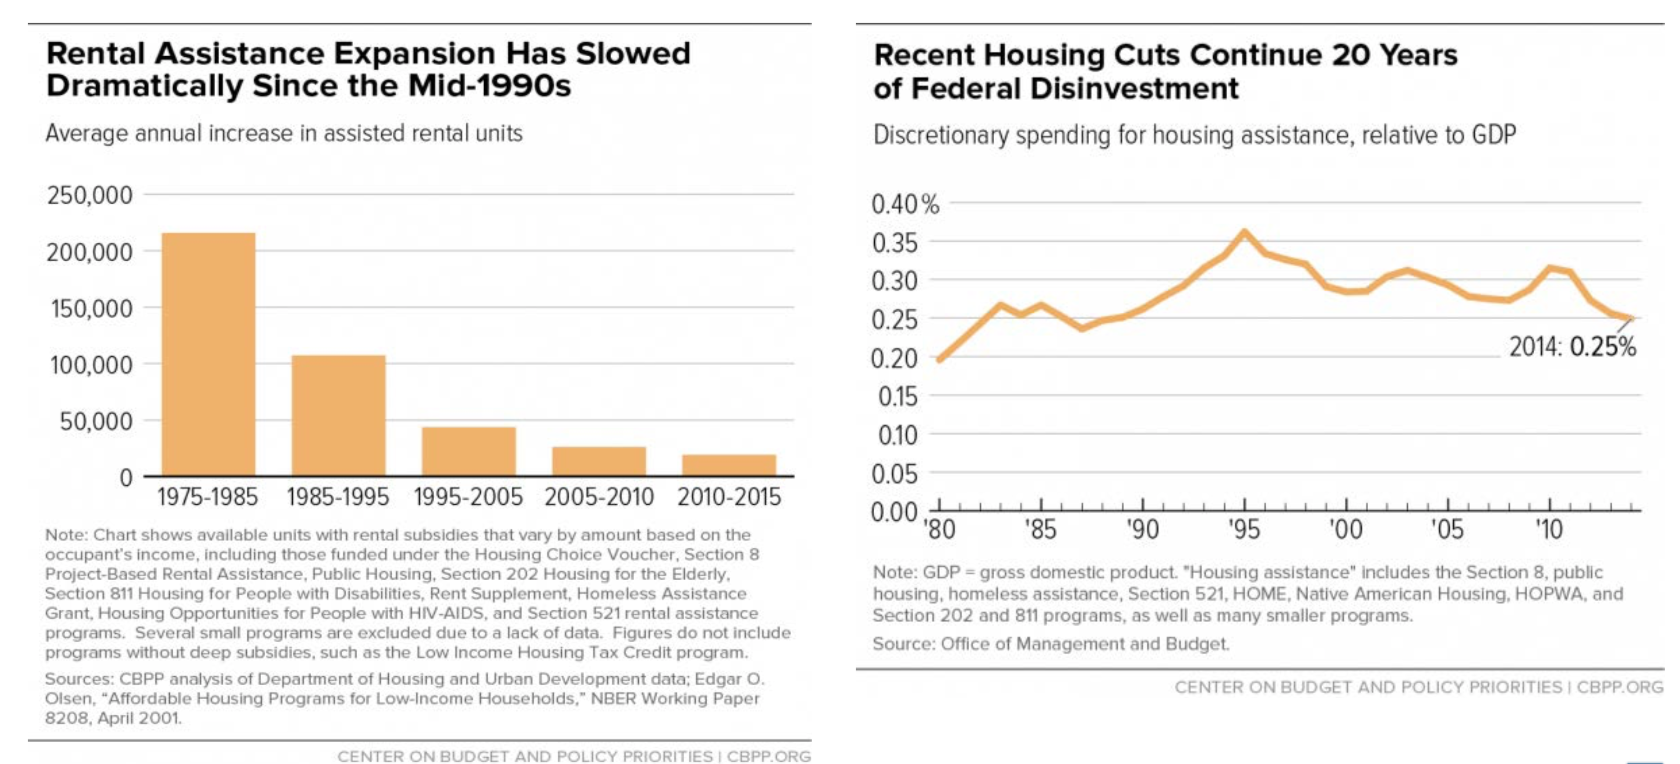 Rental Assistance Expansion Has Slowed
Dramatically Since the Mid-1990s
Average annual increase in assisted rental units
250,000
200,000
150,000
100,000
50,000
0
1975-1985 1985-1995 1995-2005 2005-2010 2010-2015
Note: Chart shows available units with rental subsidies that vary by amount based on the
occupant's income, including those funded under the Housing Choice Voucher, Section 8
Project-Based Rental Assistance, Public Housing, Section 202 Housing for the Elderly,
Section 811 Housing for People with Disabilities, Rent Supplement, Homeless Assistance
Grant, Housing Opportunities for People with HIV-AIDS, and Section 521 rental assistance
programs. Several small programs are excluded due to a lack of data. Figures do not include
programs without deep subsidies, such as the Low Income Housing Tax Credit program.
Sources: CBPP analysis of Department of Housing and Urban Development data; Edgar O.
Olsen, “Affordable Housing Programs for Low-Income Households,” NBER Working Paper
8208, April 2001.
CENTER ON BUDGET AND POLICY PRIORITIES | CBPP.ORG
Recent Housing Cuts Continue 20 Years
of Federal Disinvestment
Discretionary spending for housing assistance, relative to GDP
0.40%
0.35
0.30
0.25
0.20
0.15
0.10
0.05
0.00
2014: 0.25%
'80 '85 '90 '95 '00 '05 '10
Note: GDP = gross domestic product. "Housing assistance" includes the Section 8, public
housing, homeless assistance, Section 521, HOME, Native American Housing, HOPWA, and
Section 202 and 811 programs, as well as many smaller programs.
Source: Office of Management and Budget.
CENTER ON BUDGET AND POLICY PRIORITIES | CBPP.ORG